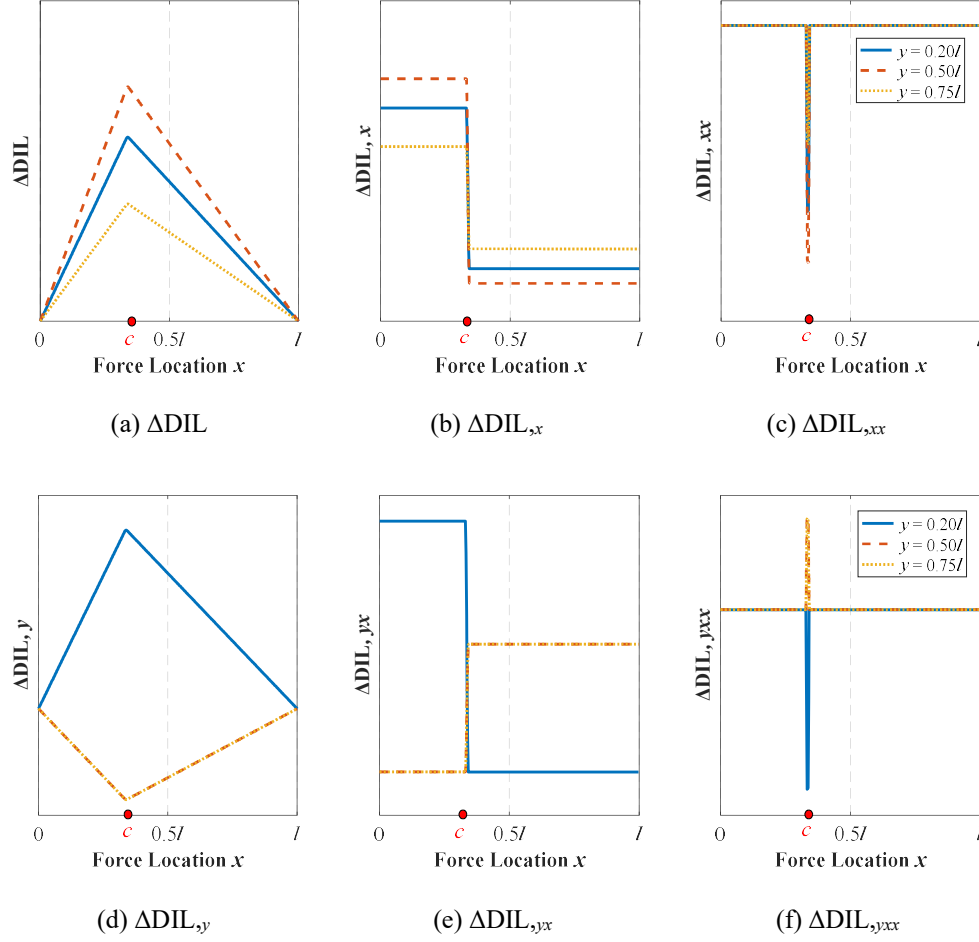 ΔDIL
0
c
0.5l
l
Force Location x
(a) ΔDIL
ΔDIL, x
0
c
0.5l
l
Force Location x
(b) ΔDIL,x
ΔDIL, xx
y = 0.20l
y = 0.50l
y = 0.75l
0
c
0.5l
l
Force Location x
(c) ΔDIL,xx
ΔDIL, y
0
c
0.5l
l
Force Location x
(d) ΔDIL,y
ΔDIL, yx
0
c
0.5l
l
Force Location x
(e) ΔDIL,yx
ΔDIL, yxx
y = 0.20l
y = 0.50l
y = 0.75l
0
c
0.5l
l
Force Location x
(f) ΔDIL,yxx